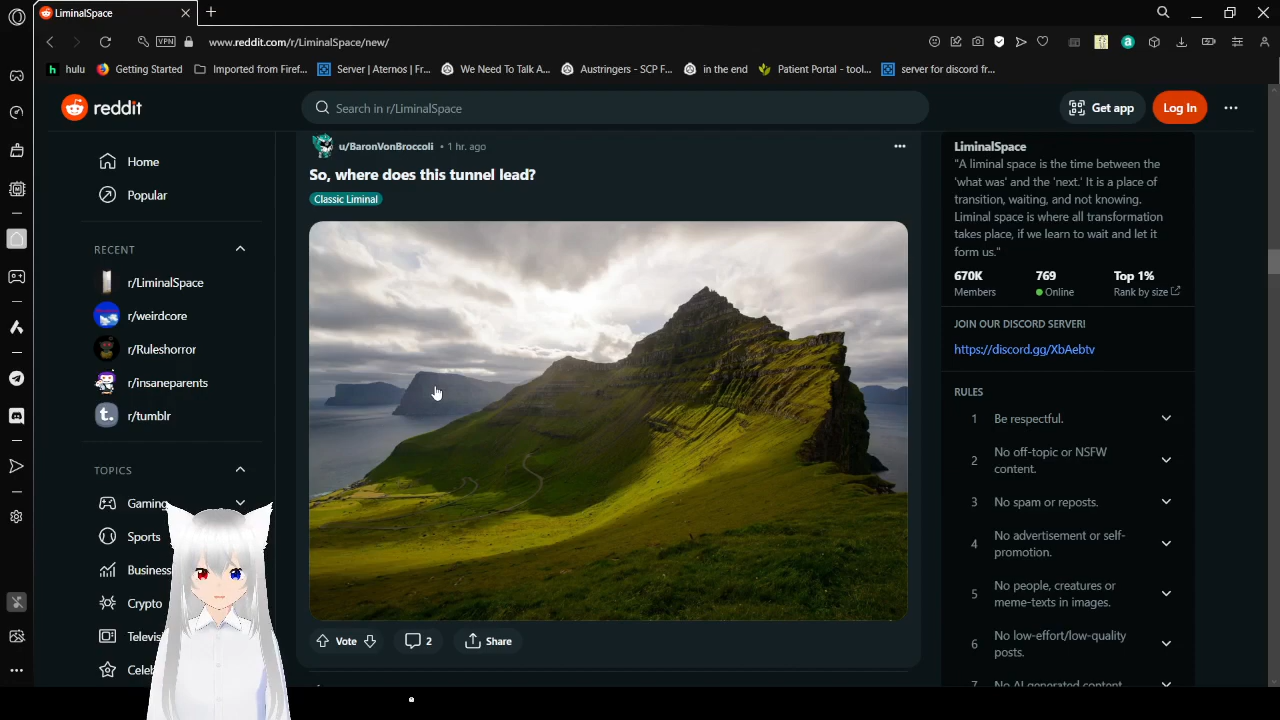 LiminalSpace
VPN
www.reddit.com/r/LiminalSpace/new/
hulu
Getting Started
Imported from Firef...
Server | Aternos | Fr...
We Need To Talk A...
Austringers - SCP F...
in the end
Patient Portal - tool...
server for discord fr...
reddit
Search in r/LiminalSpace
Get app
Log In
Home
Popular
RECENT
r/LiminalSpace
r/weirdcore
r/Ruleshorror
r/insaneparents
r/tumblr
TOPICS
Gaming
Sports
Business
Crypto
u/BaronVonBroccoli • 1 hr. ago
So, where does this tunnel lead?
Classic Liminal
Vote
2
Share
LiminalSpace
"A liminal space is the time between the
'what was' and the 'next.' It is a place of
transition, waiting, and not knowing.
Liminal space is where all transformation
takes place, if we learn to wait and let it
form us."
670K
Members
769
Online
Top 1%
Rank by size
JOIN OUR DISCORD SERVER!
https://discord.gg/XbAebtv
RULES
1 Be respectful.
2 No off-topic or NSFW
content.
3 No spam or reposts.
4 No advertisement or self-
promotion.
5 No people, creatures or
meme-texts in images.
6 No low-effort/low-quality
posts.
7 No AI generated content